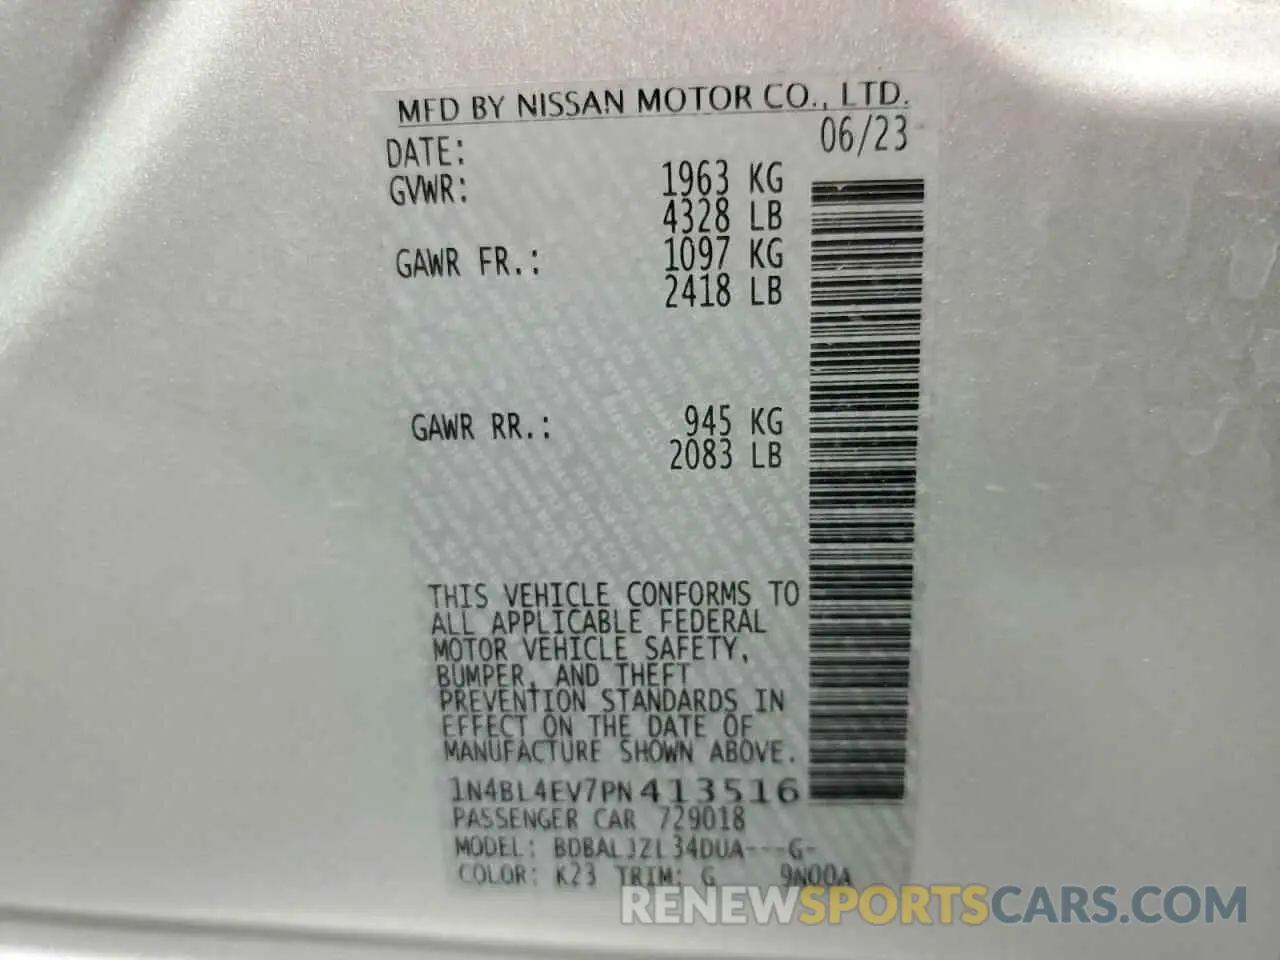 MFD BY NISSAN MOTOR CO., LTD.
DATE: 06/23
GVWR: 1963 KG
4328 LB
GAWR FR.: 1097 KG
2418 LB
GAWR RR.: 945 KG
2083 LB
THIS VEHICLE CONFORMS TO
ALL APPLICABLE FEDERAL
MOTOR VEHICLE SAFETY,
BUMPER, AND THEFT
PREVENTION STANDARDS IN
EFFECT ON THE DATE OF
MANUFACTURE SHOWN ABOVE.
1N4BL4EV7PN413516
PASSENGER CAR 729018
MODEL: BDBALJZL34DUA---G-
COLOR: K23 TRIM: G 9N00A
RENEWSPORTSCARS.COM